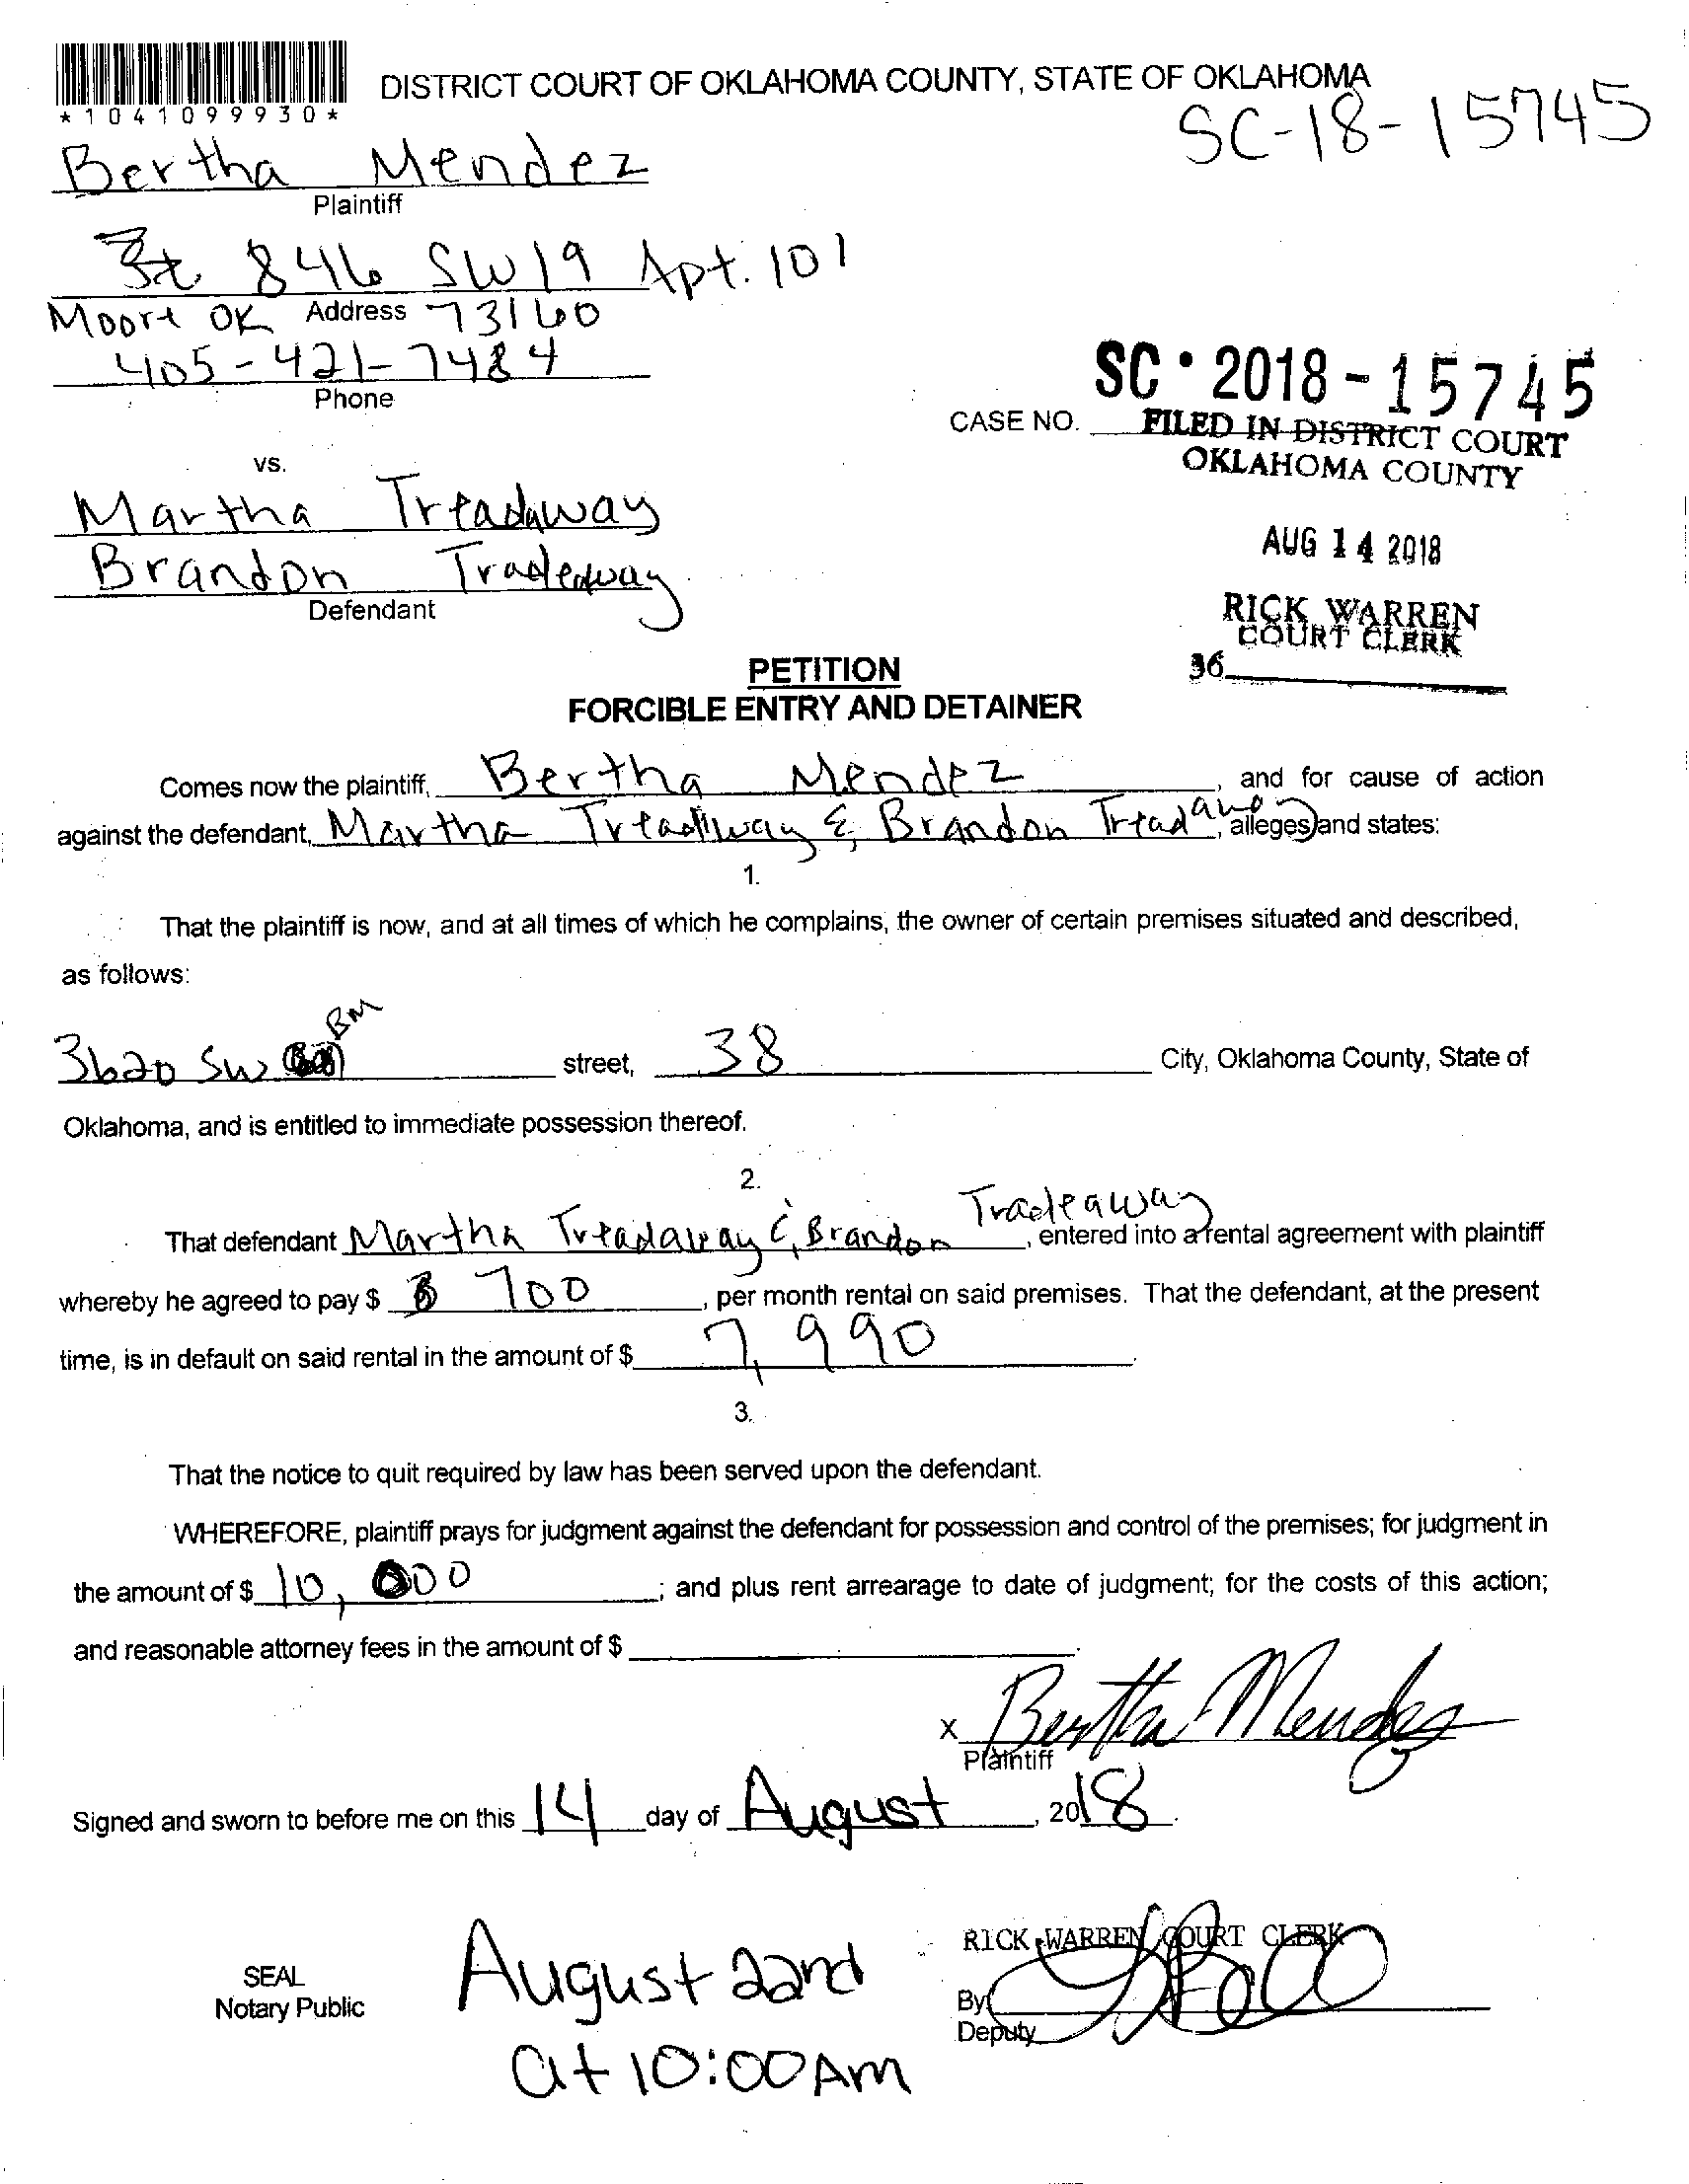 DISTRICT COURT OF OKLAHOMA COUNTY, STATE OF OKLAHOMA
*1041099930*
SC-18-15745
Bertha Mendez
Plaintiff
846 SW 19 Apt. 101
Address
Moore OK 73160
405-421-7484
Phone
SC · 2018-15745
CASE NO.
FILED IN DISTRICT COURT
OKLAHOMA COUNTY
vs.
Martha Treadaway
AUG 14 2018
Brandon Tradeaway
Defendant
RICK WARREN
COURT CLERK
36
PETITION
FORCIBLE ENTRY AND DETAINER
Comes now the plaintiff, Bertha Mendez, and for cause of action
against the defendant, Martha Treadway & Brandon Treadaway, alleges and states:
1.
That the plaintiff is now, and at all times of which he complains, the owner of certain premises situated and described,
as follows:
BM
3620 SW street, 38 City, Oklahoma County, State of
Oklahoma, and is entitled to immediate possession thereof.
2.
That defendant Martha Treadaway & Brandon Tradeaway, entered into a rental agreement with plaintiff
whereby he agreed to pay $ 700, per month rental on said premises. That the defendant, at the present
time, is in default on said rental in the amount of $ 7,990.
3.
That the notice to quit required by law has been served upon the defendant.
WHEREFORE, plaintiff prays for judgment against the defendant for possession and control of the premises; for judgment in
the amount of $ 10,000; and plus rent arrearage to date of judgment; for the costs of this action;
and reasonable attorney fees in the amount of $
X Bertha Mendez
Plaintiff
Signed and sworn to before me on this 14 day of August, 2018.
RICK WARREN COURT CLERK
SEAL
Notary Public
August 22nd
at 10:00AM
By
Deputy